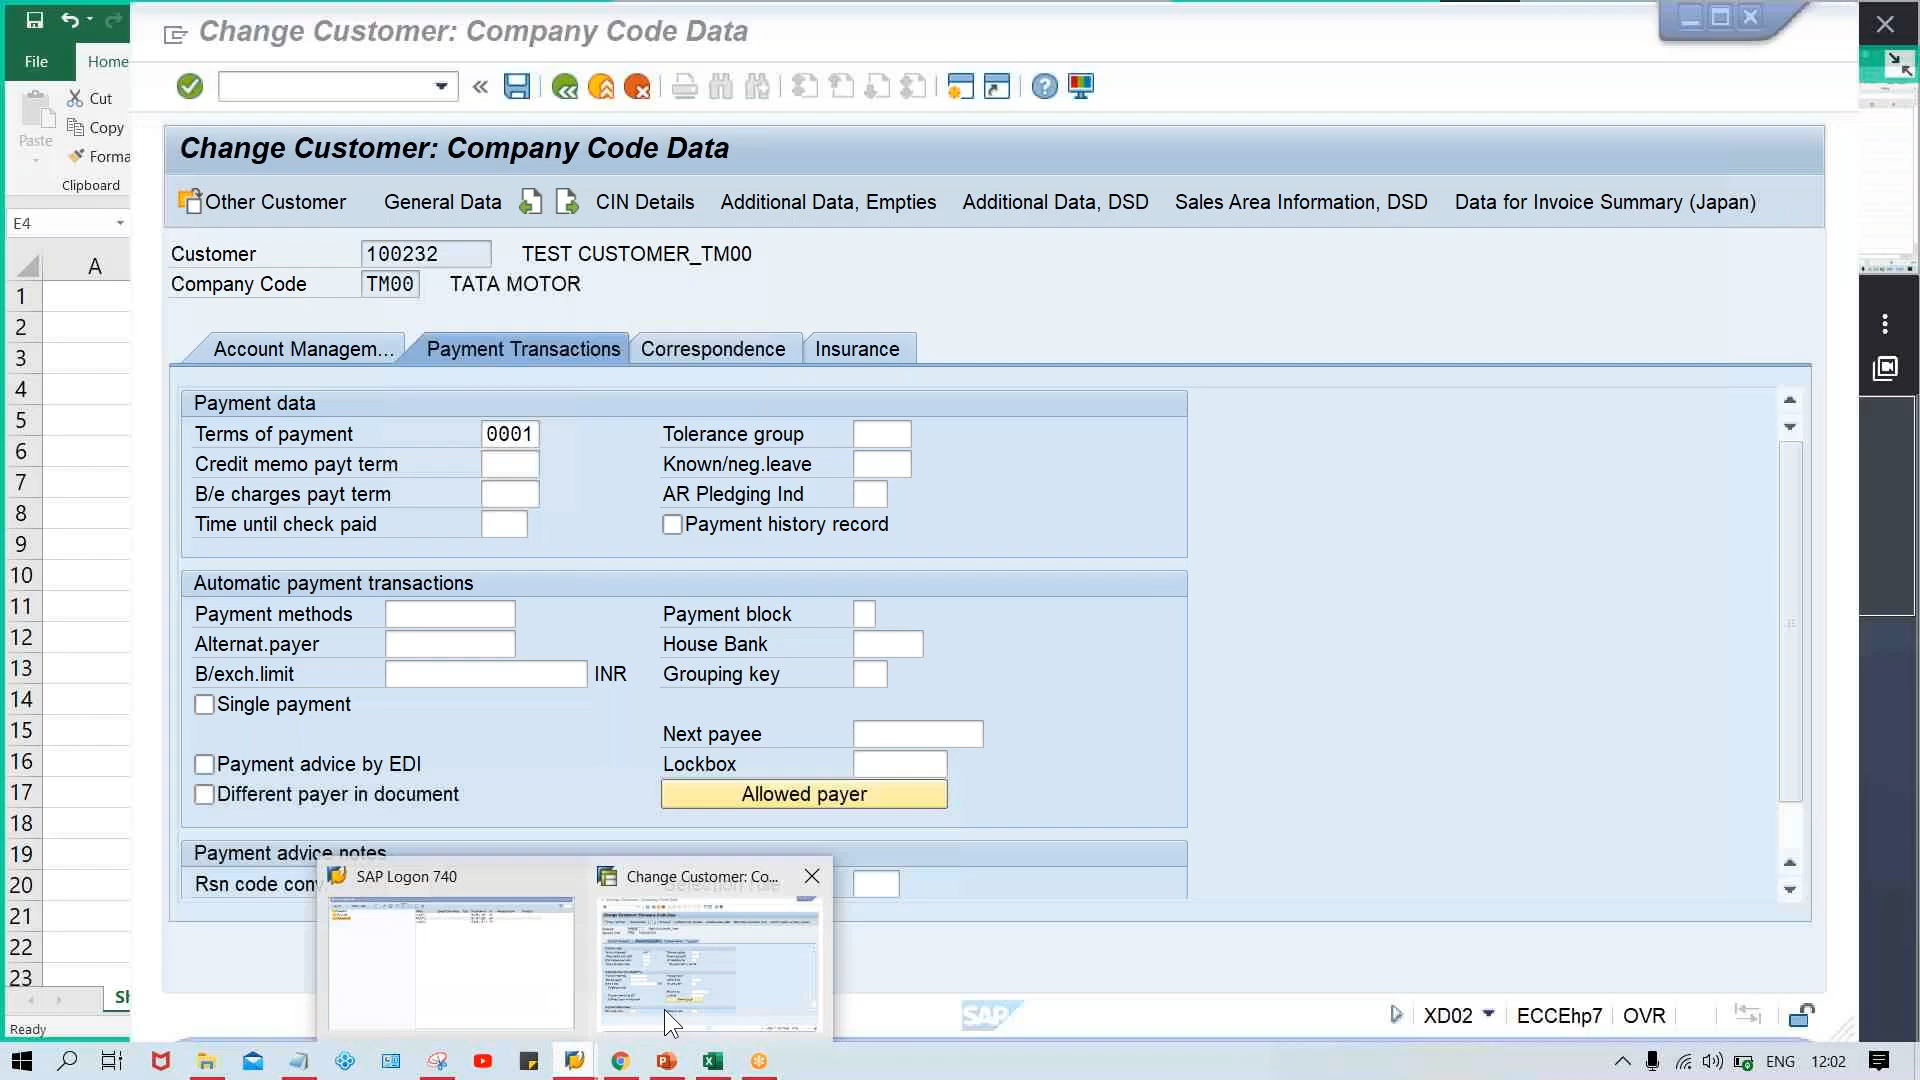 Change Customer: Company Code Data
File
Home
Cut
Copy
Paste
Forma
Clipboard
E4
A
1
2
3
4
5
6
7
8
9
10
11
12
13
14
15
16
17
18
19
20
21
22
23
Ready
Change Customer: Company Code Data
Other Customer General Data CIN Details Additional Data, Empties Additional Data, DSD Sales Area Information, DSD Data for Invoice Summary (Japan)
Customer 100232 TEST CUSTOMER_TM00
Company Code TM00 TATA MOTOR
Account Managem... Payment Transactions Correspondence Insurance
Payment data
Terms of payment 0001 Tolerance group
Credit memo payt term Known/neg.leave
B/e charges payt term AR Pledging Ind
Time until check paid Payment history record
Automatic payment transactions
Payment methods Payment block
Alternat.payer House Bank
B/exch.limit INR Grouping key
Single payment
Next payee
Payment advice by EDI Lockbox
Different payer in document Allowed payer
Payment advice notes
Rsn code conv
SAP Logon 740 Change Customer: Co...
SAP
XD02 ECCEhp7 OVR
ENG 12:02